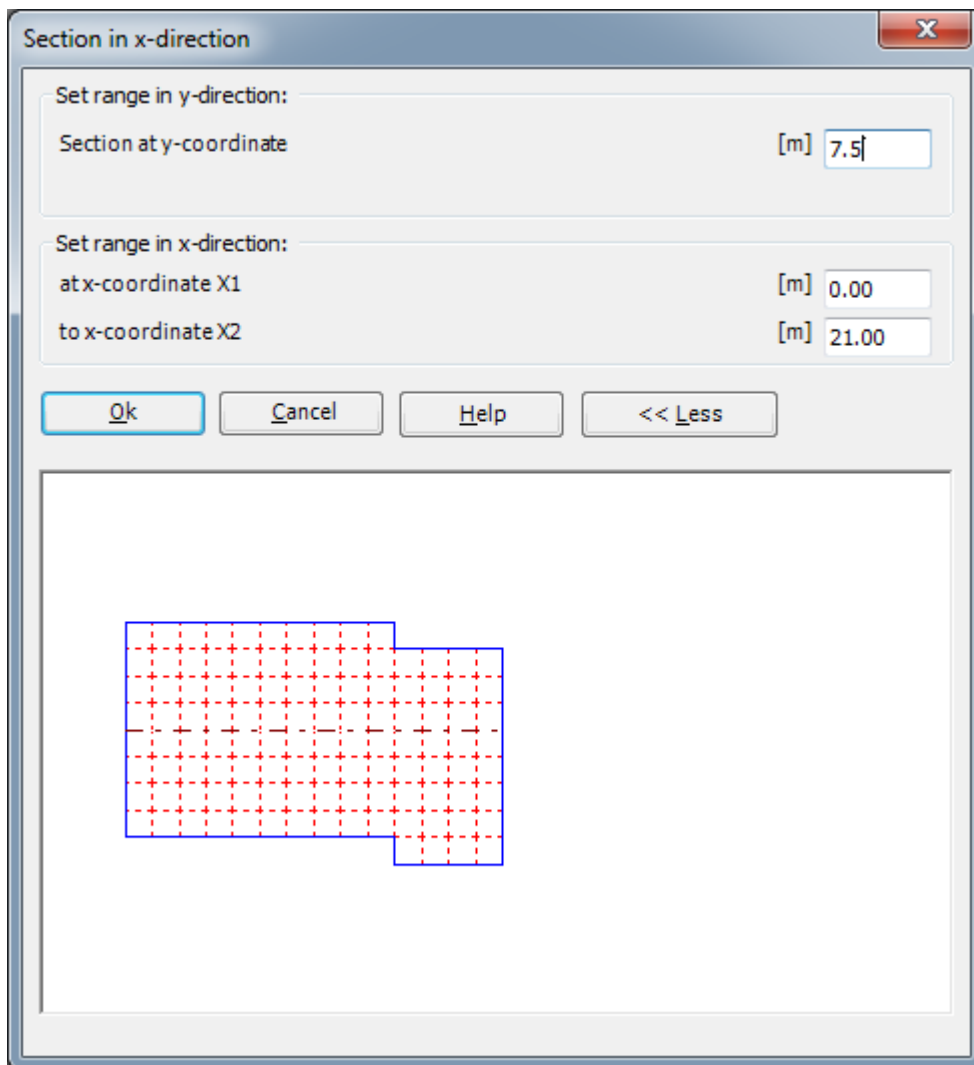 Section in x-direction
Set range in y-direction:
Section at y-coordinate [m] 7.5
Set range in x-direction:
at x-coordinate X1 [m] 0.00
to x-coordinate X2 [m] 21.00
Ok Cancel Help << Less